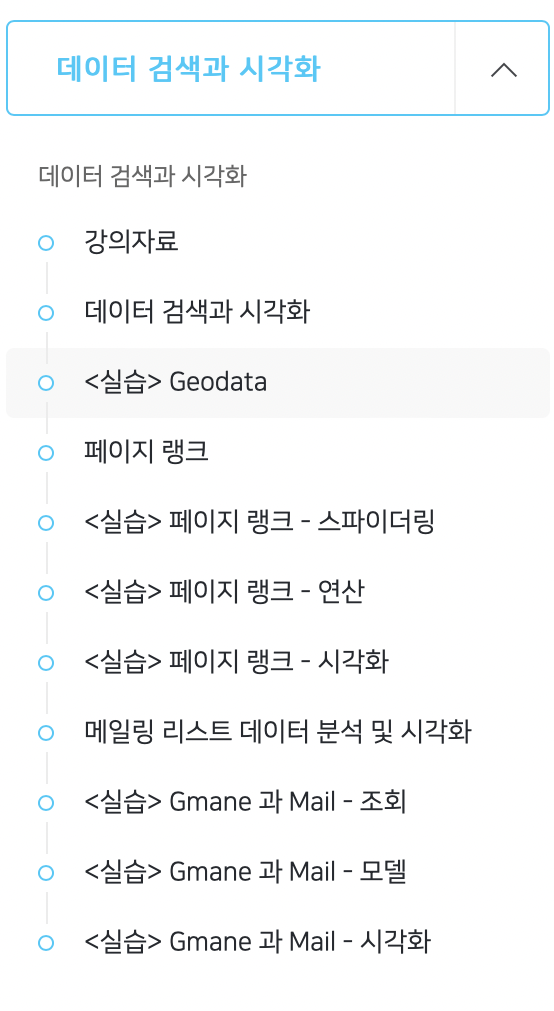 데이터 검색과 시각화
데이터 검색과 시각화
강의자료
데이터 검색과 시각화
<실습> Geodata
페이지 랭크
<실습> 페이지 랭크 - 스파이더링
<실습> 페이지 랭크 - 연산
<실습> 페이지 랭크 - 시각화
메일링 리스트 데이터 분석 및 시각화
<실습> Gmane 과 Mail - 조회
<실습> Gmane 과 Mail - 모델
<실습> Gmane 과 Mail - 시각화